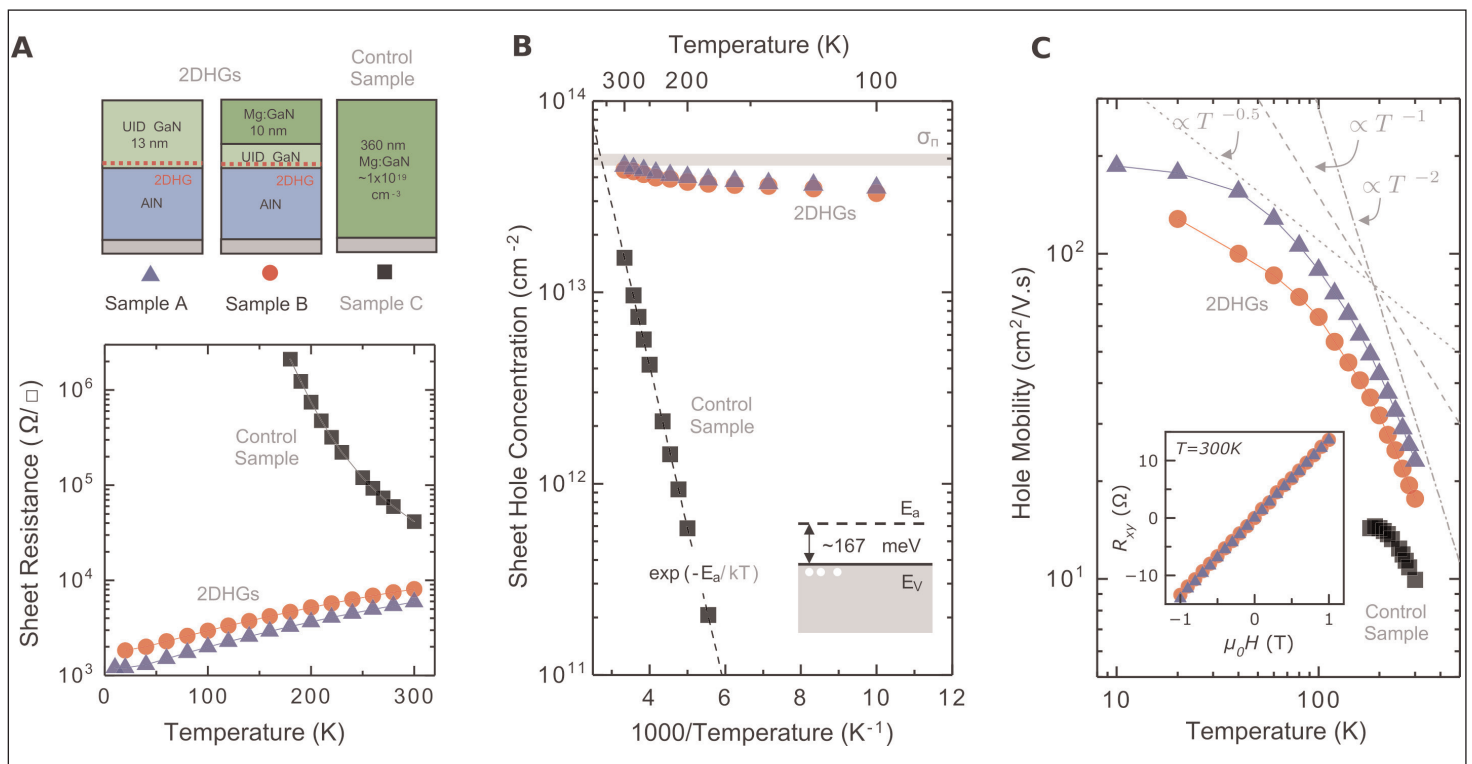 A
2DHGs
Control
Sample
UID GaN
13 nm
2DHG
AlN
Mg:GaN
10 nm
UID GaN
2DHG
AlN
360 nm
Mg:GaN
~1x10¹⁹
cm⁻³
Sample A
Sample B
Sample C
Sheet Resistance ( Ω/ □)
10⁶
10⁵
10⁴
10³
Control
Sample
2DHGs
0
100
200
300
Temperature (K)
B
Temperature (K)
300
200
100
Sheet Hole Concentration (cm⁻²)
10¹⁴
10¹³
10¹²
10¹¹
σπ
2DHGs
Control
Sample
exp (-Eₐ/kT)
Eₐ
~167 meV
E_V
4
6
8
10
12
1000/Temperature (K⁻¹)
C
Hole Mobility (cm²/V.s)
10²
10¹
∝ T⁻⁰·⁵
∝ T⁻¹
∝ T⁻²
2DHGs
T=300K
R_xy (Ω)
10
0
−10
−1
0
1
μ₀H (T)
Control
Sample
10
100
Temperature (K)